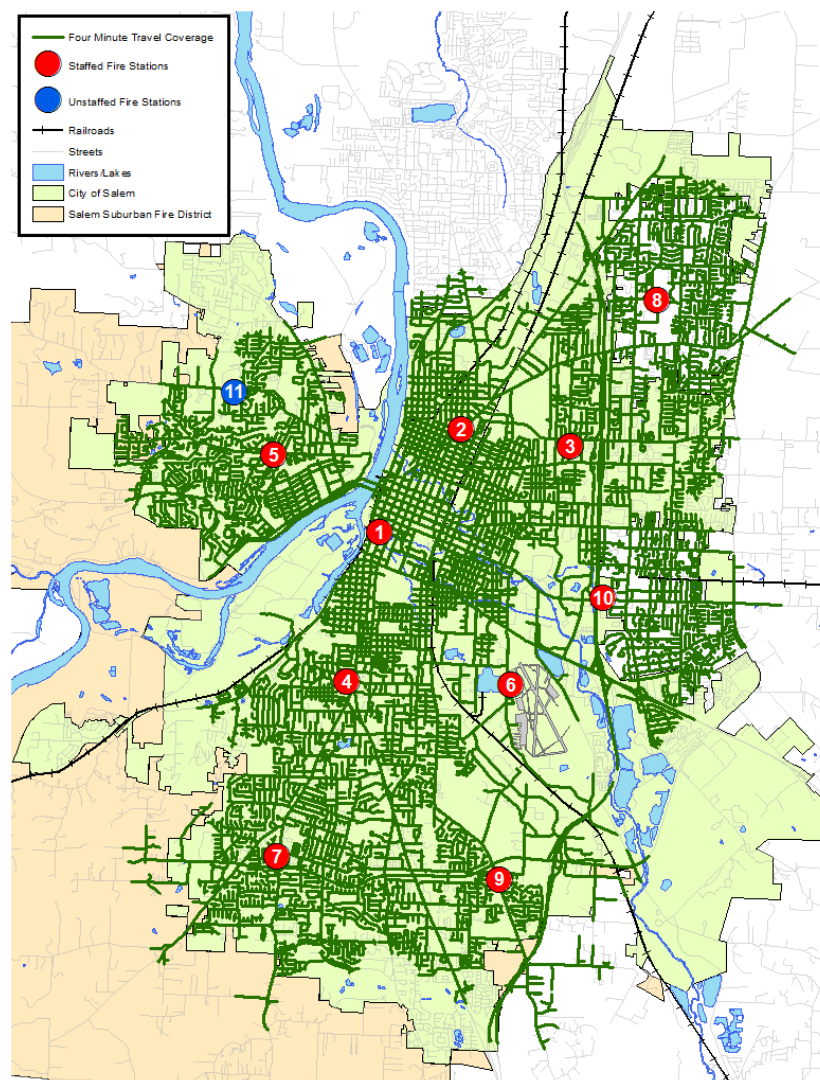 Four Minute Travel Coverage
Staffed Fire Stations
Unstaffed Fire Stations
Railroads
Streets
Rivers/Lakes
City of Salem
Salem Suburban Fire District
8
11
2
3
5
1
10
4
6
7
9